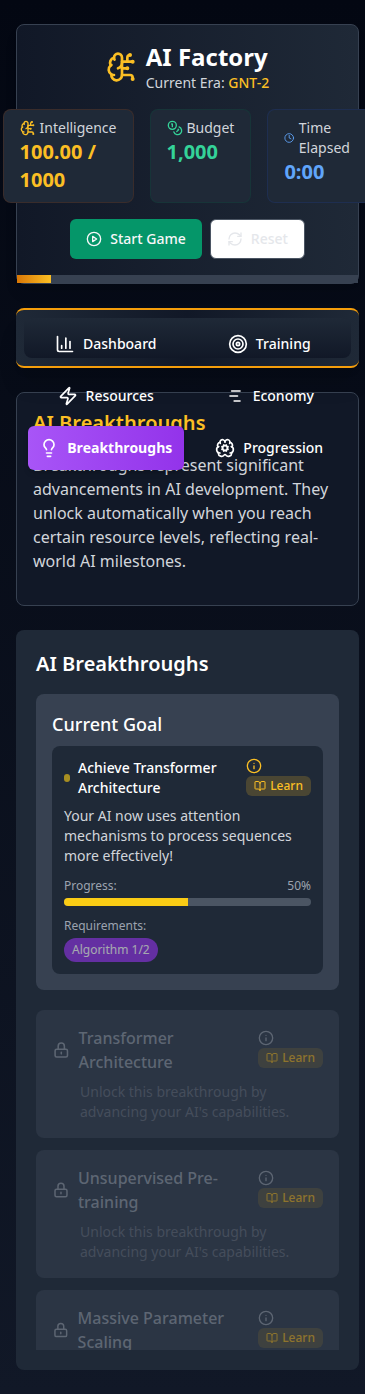 AI Factory
Current Era: GNT-2
Intelligence
100.00 /
1000
Budget
1,000
Time
Elapsed
0:00
Start Game
Reset
Dashboard
Training
Resources
Economy
AI Breakthroughs
Breakthroughs
Progression
Breakthroughs represent significant
advancements in AI development. They
unlock automatically when you reach
certain resource levels, reflecting real-
world AI milestones.
AI Breakthroughs
Current Goal
Achieve Transformer
Architecture
Learn
Your AI now uses attention
mechanisms to process sequences
more effectively!
Progress:
50%
Requirements:
Algorithm 1/2
Transformer
Architecture
Learn
Unlock this breakthrough by
advancing your AI's capabilities.
Unsupervised Pre-
training
Learn
Unlock this breakthrough by
advancing your AI's capabilities.
Massive Parameter
Scaling
Learn